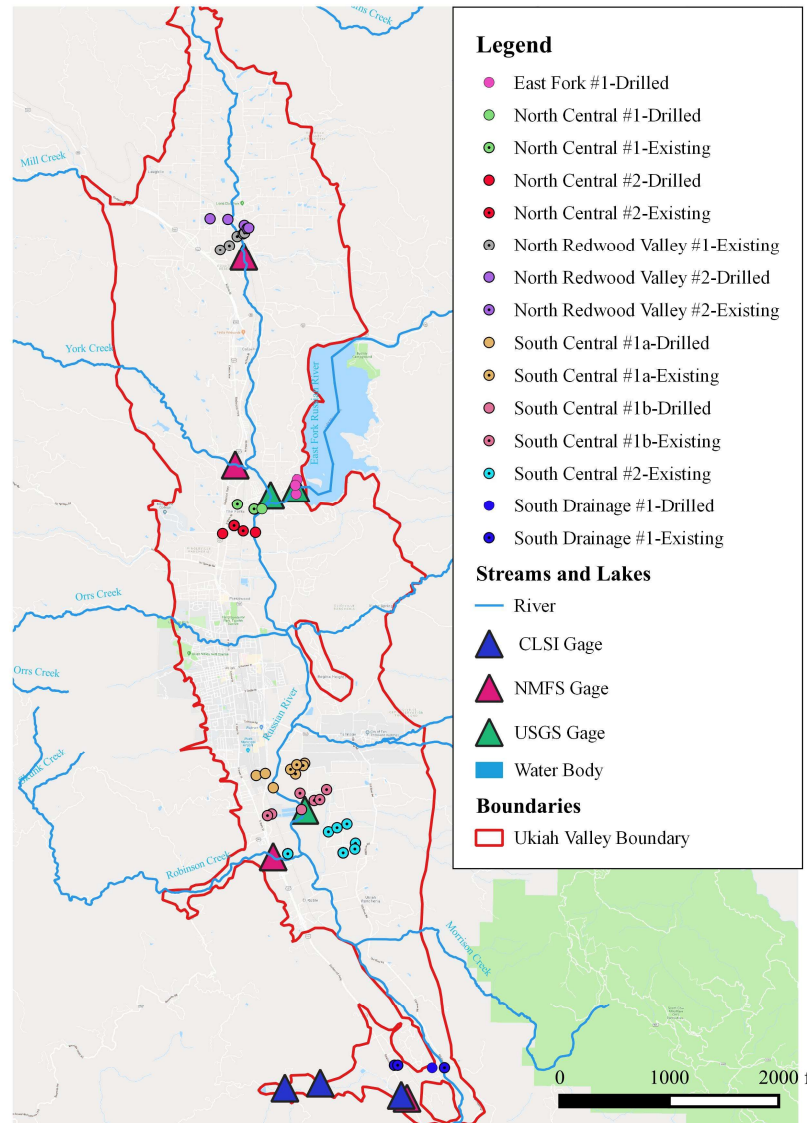 ns Creek
Mill Creek
York Creek
East Fork Russian River
Orrs Creek
Orrs Creek
Russian River
Robinson Creek
Morrison Creek
Legend
East Fork #1-Drilled
North Central #1-Drilled
North Central #1-Existing
North Central #2-Drilled
North Central #2-Existing
North Redwood Valley #1-Existing
North Redwood Valley #2-Drilled
North Redwood Valley #2-Existing
South Central #1a-Drilled
South Central #1a-Existing
South Central #1b-Drilled
South Central #1b-Existing
South Central #2-Existing
South Drainage #1-Drilled
South Drainage #1-Existing
Streams and Lakes
River
CLSI Gage
NMFS Gage
USGS Gage
Water Body
Boundaries
Ukiah Valley Boundary
0 1000 2000 f